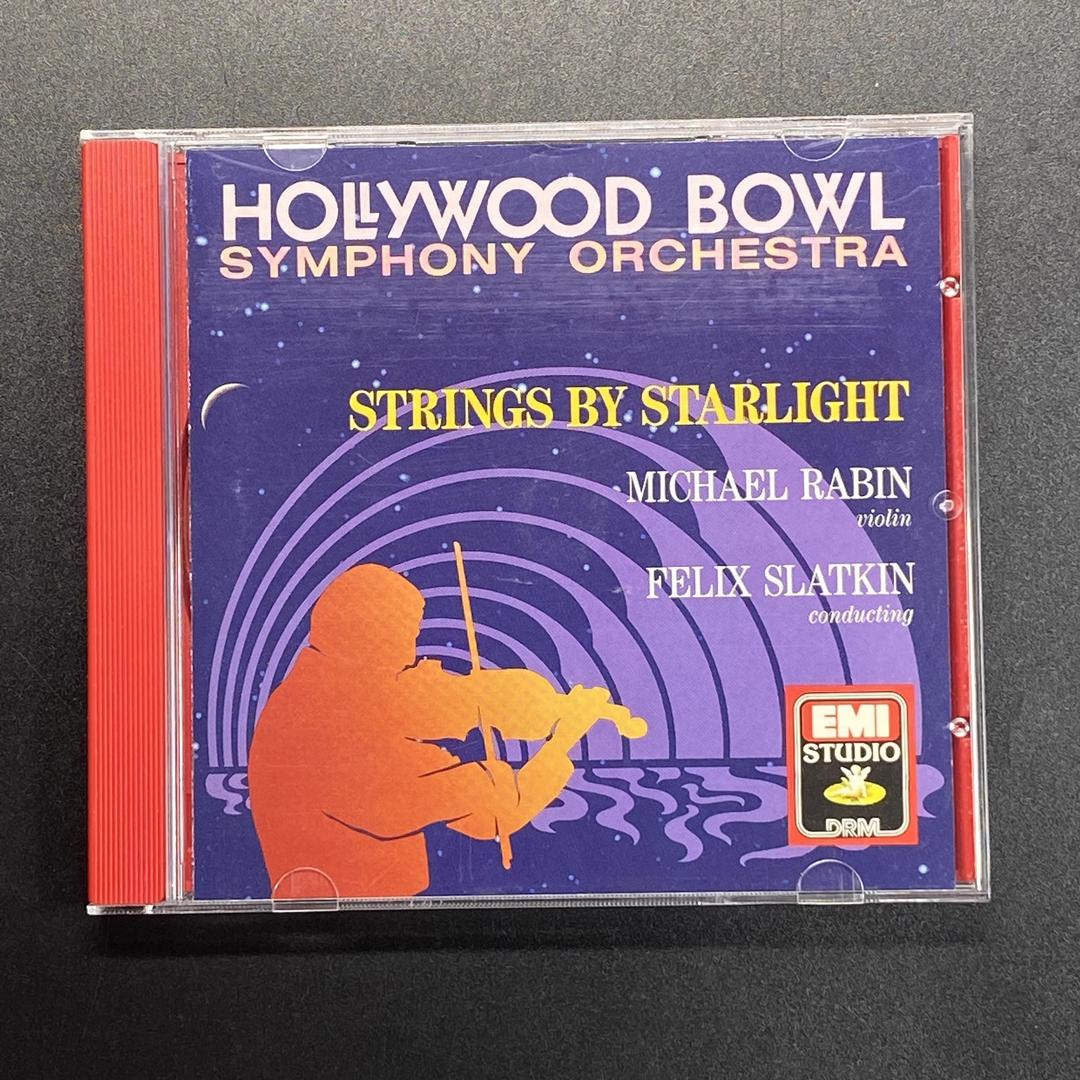 HOLLYWOOD BOWL
SYMPHONY ORCHESTRA
STRINGS BY STARLIGHT
MICHAEL RABIN
violin
FELIX SLATKIN
conducting
EMI
STUDIO
DRM